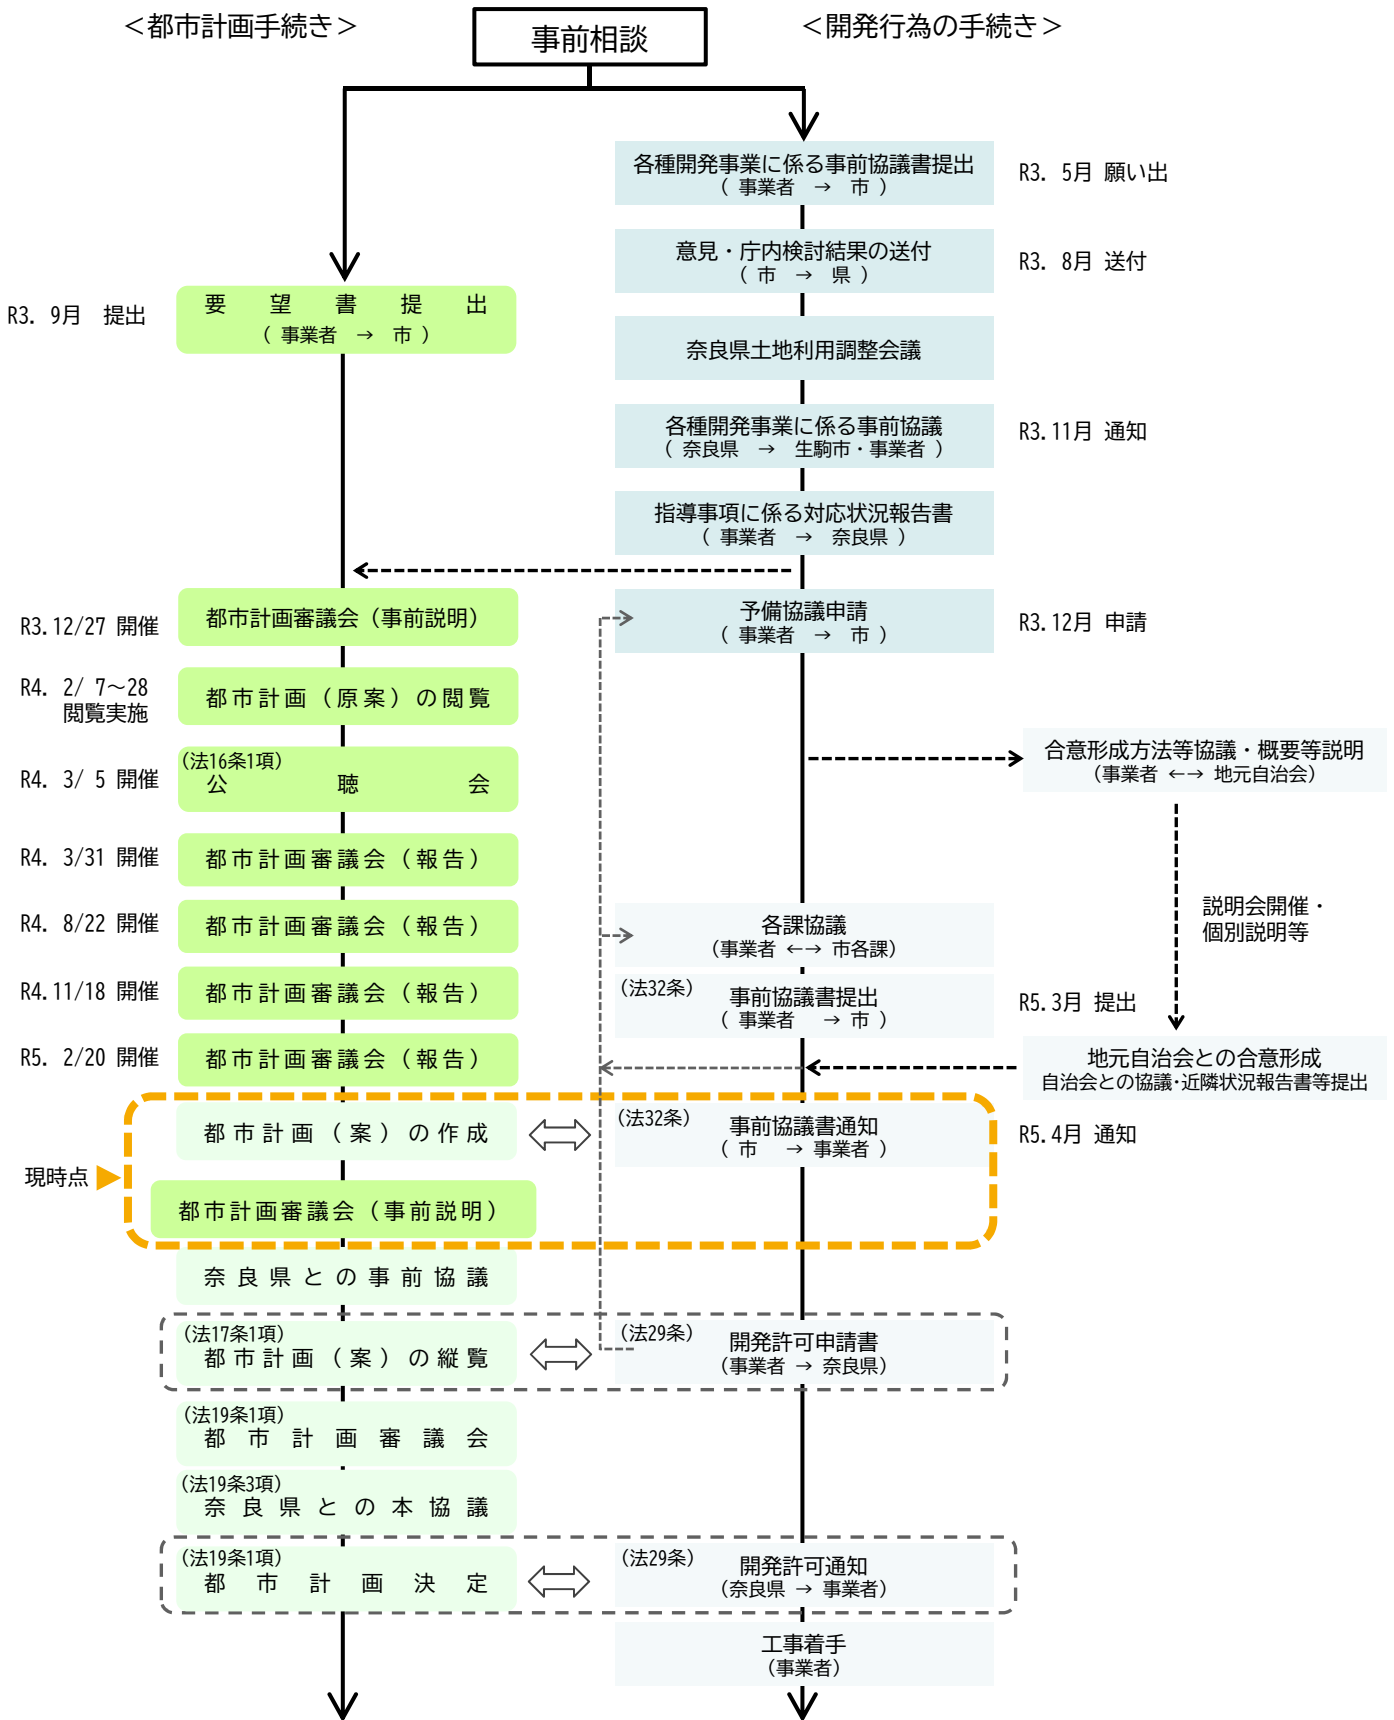 ＜都市計画手続き＞
事前相談
＜開発行為の手続き＞
各種開発事業に係る事前協議書提出
（ 事業者 → 市 ）
R3. 5月 願い出
意見・庁内検討結果の送付
（ 市 → 県 ）
R3. 8月 送付
R3. 9月 提出
要望書提出
（ 事業者 → 市 ）
奈良県土地利用調整会議
各種開発事業に係る事前協議
（ 奈良県 → 生駒市・事業者 ）
R3.11月 通知
指導事項に係る対応状況報告書
（ 事業者 → 奈良県 ）
R3.12/27 開催
都市計画審議会（事前説明）
予備協議申請
（ 事業者 → 市 ）
R3.12月 申請
R4. 2/ 7～28
閲覧実施
都市計画（原案）の閲覧
R4. 3/ 5 開催
（法16条1項）
公聴会
合意形成方法等協議・概要等説明
（事業者 ←→ 地元自治会）
R4. 3/31 開催
都市計画審議会（報告）
R4. 8/22 開催
都市計画審議会（報告）
各課協議
（事業者 ←→ 市各課）
説明会開催・
個別説明等
R4.11/18 開催
都市計画審議会（報告）
（法32条）
事前協議書提出
（ 事業者 → 市 ）
R5.3月 提出
R5. 2/20 開催
都市計画審議会（報告）
地元自治会との合意形成
自治会との協議・近隣状況報告書等提出
都市計画（案）の作成
（法32条）
事前協議書通知
（ 市 → 事業者 ）
R5.4月 通知
現時点
都市計画審議会（事前説明）
奈良県との事前協議
（法17条1項）
都市計画（案）の縦覧
（法29条）
開発許可申請書
（事業者 → 奈良県）
（法19条1項）
都市計画審議会
（法19条3項）
奈良県との本協議
（法19条1項）
都市計画決定
（法29条）
開発許可通知
（奈良県 → 事業者）
工事着手
（事業者）